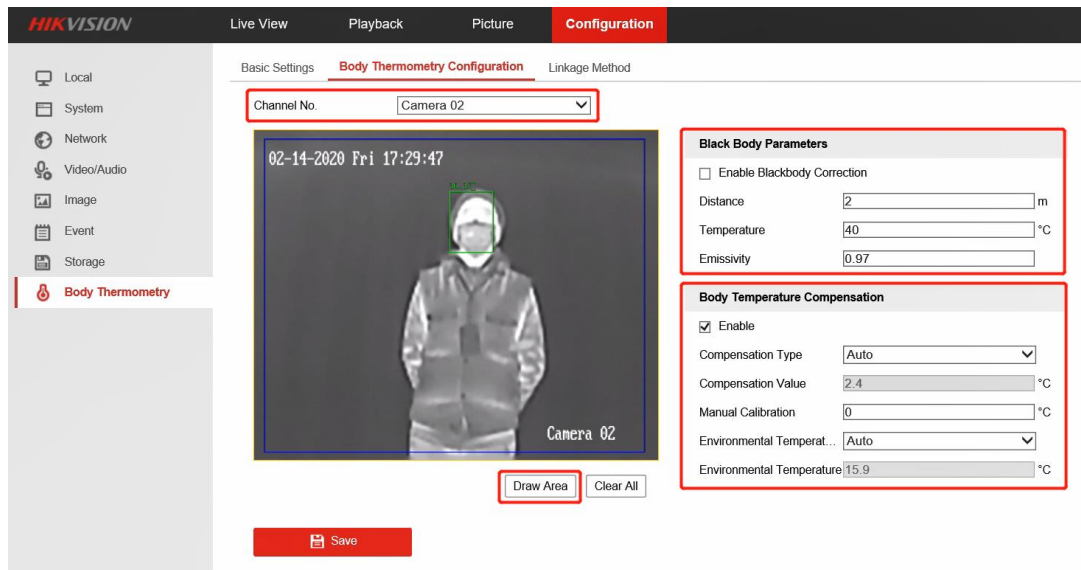 HIKVISION
Live View Playback Picture Configuration
Local
System
Network
Video/Audio
Image
Event
Storage
Body Thermometry
Basic Settings Body Thermometry Configuration Linkage Method
Channel No. Camera 02
02-14-2020 Fri 17:29:47
Camera 02
Draw Area Clear All
Save
Black Body Parameters
Enable Blackbody Correction
Distance 2 m
Temperature 40 °C
Emissivity 0.97
Body Temperature Compensation
Enable
Compensation Type Auto
Compensation Value 2.4 °C
Manual Calibration 0 °C
Environmental Temperat... Auto
Environmental Temperature 15.9 °C